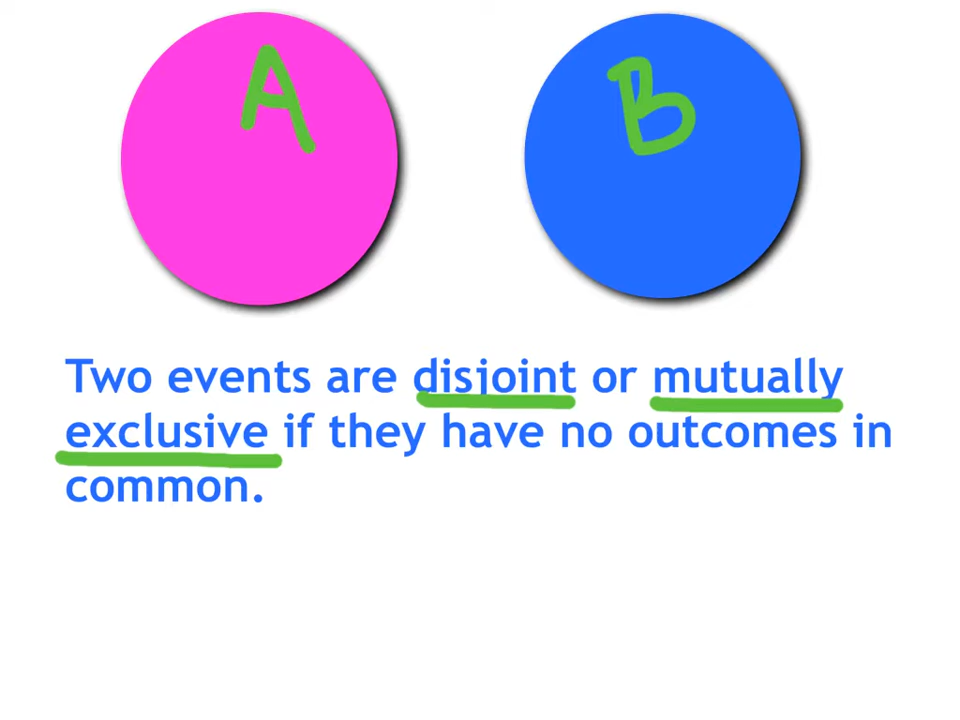 A B
Two events are disjoint or mutually
exclusive if they have no outcomes in
common.